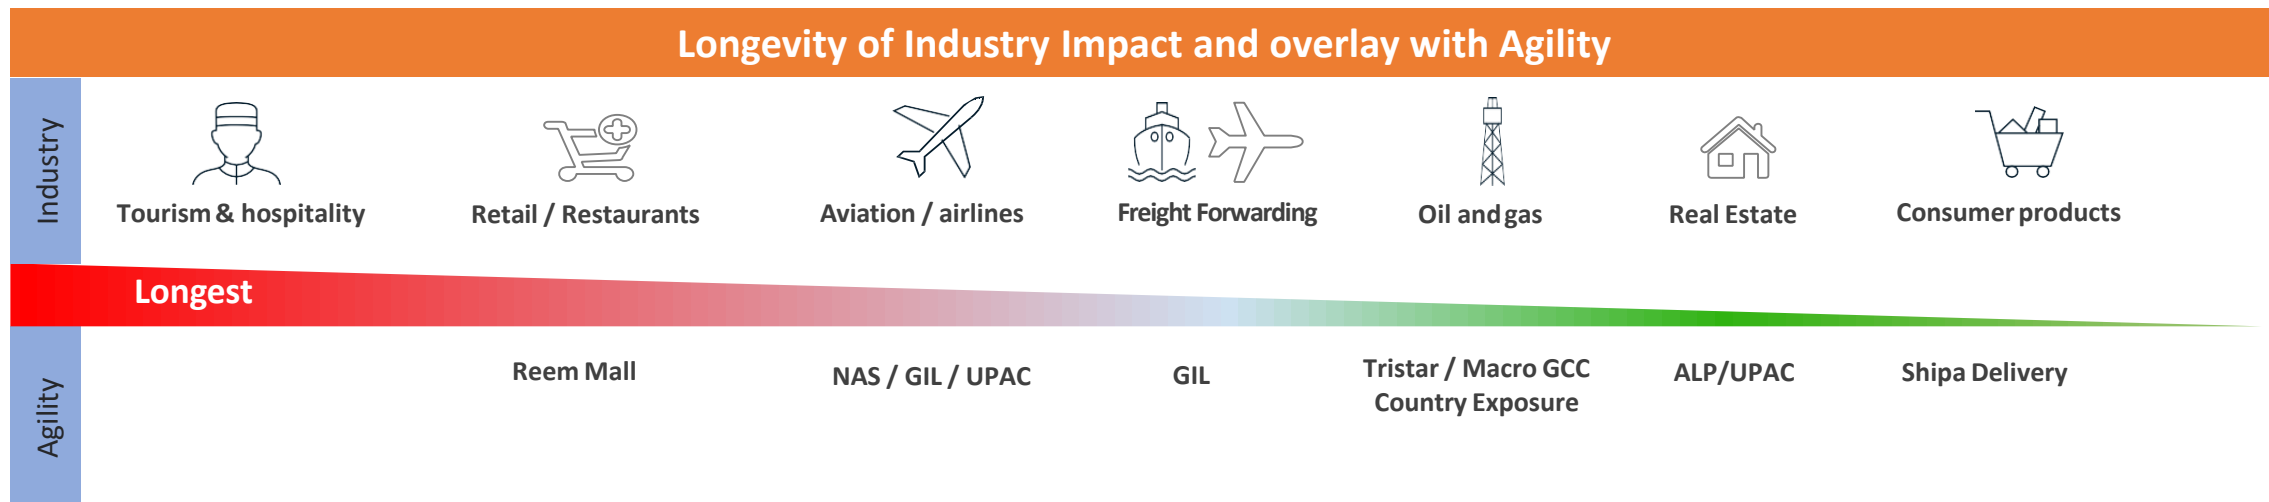 Longevity of Industry Impact and overlay with Agility
Industry
Tourism & hospitality
Retail / Restaurants
Aviation / airlines
Freight Forwarding
Oil and gas
Real Estate
Consumer products
Longest
Agility
Reem Mall
NAS / GIL / UPAC
GIL
Tristar / Macro GCC
Country Exposure
ALP/UPAC
Shipa Delivery